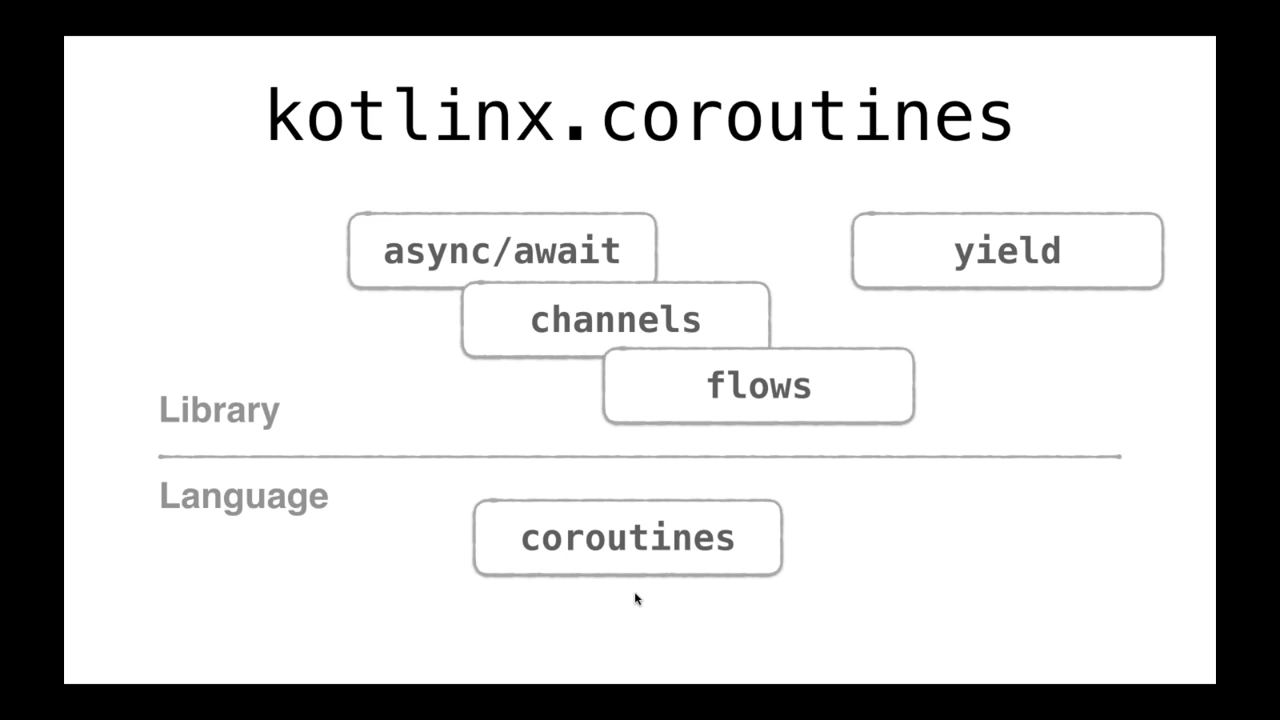 kotlinx.coroutines
async/await
yield
channels
flows
Library
Language
coroutines